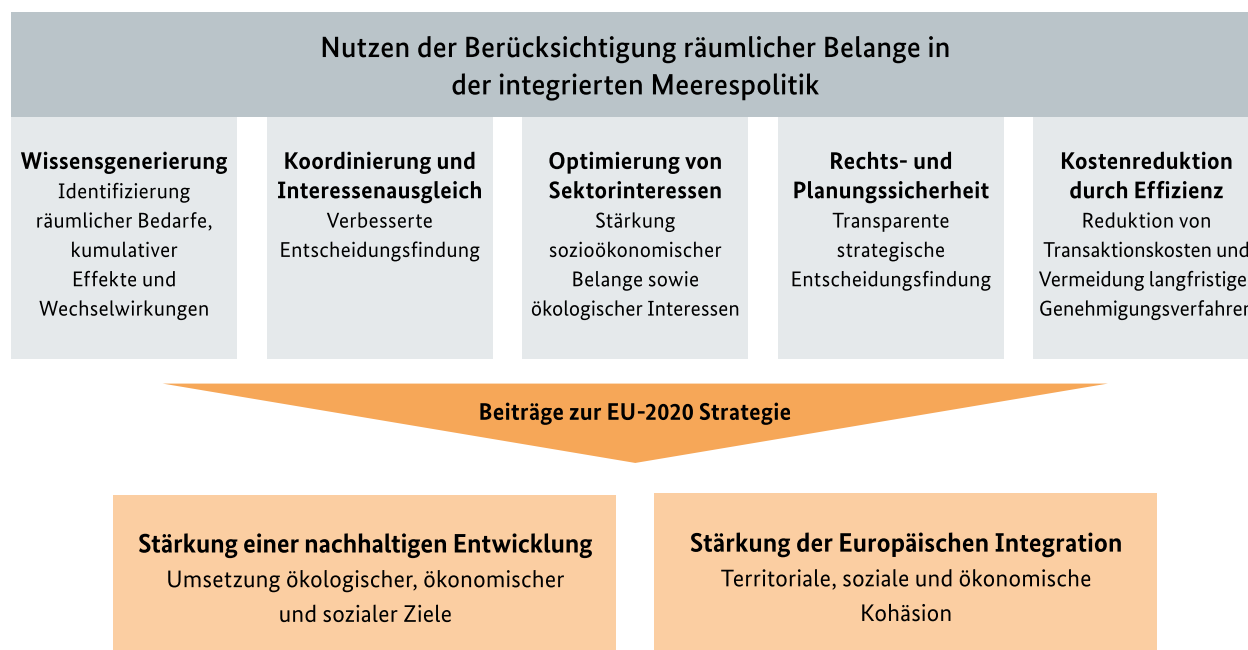 Nutzen der Berücksichtigung räumlicher Belange in
der integrierten Meerespolitik
Wissensgenerierung
Identifizierung
räumlicher Bedarfe,
kumulativer
Effekte und
Wechselwirkungen
Koordinierung und
Interessenausgleich
Verbesserte
Entscheidungsfindung
Optimierung von
Sektorinteressen
Stärkung
sozioökonomischer
Belange sowie
ökologischer Interessen
Rechts- und
Planungssicherheit
Transparente
strategische
Entscheidungsfindung
Kostenreduktion
durch Effizienz
Reduktion von
Transaktionskosten und
Vermeidung langfristige
Genehmigungsverfahren
Beiträge zur EU-2020 Strategie
Stärkung einer nachhaltigen Entwicklung
Umsetzung ökologischer, ökonomischer
und sozialer Ziele
Stärkung der Europäischen Integration
Territoriale, soziale und ökonomische
Kohäsion